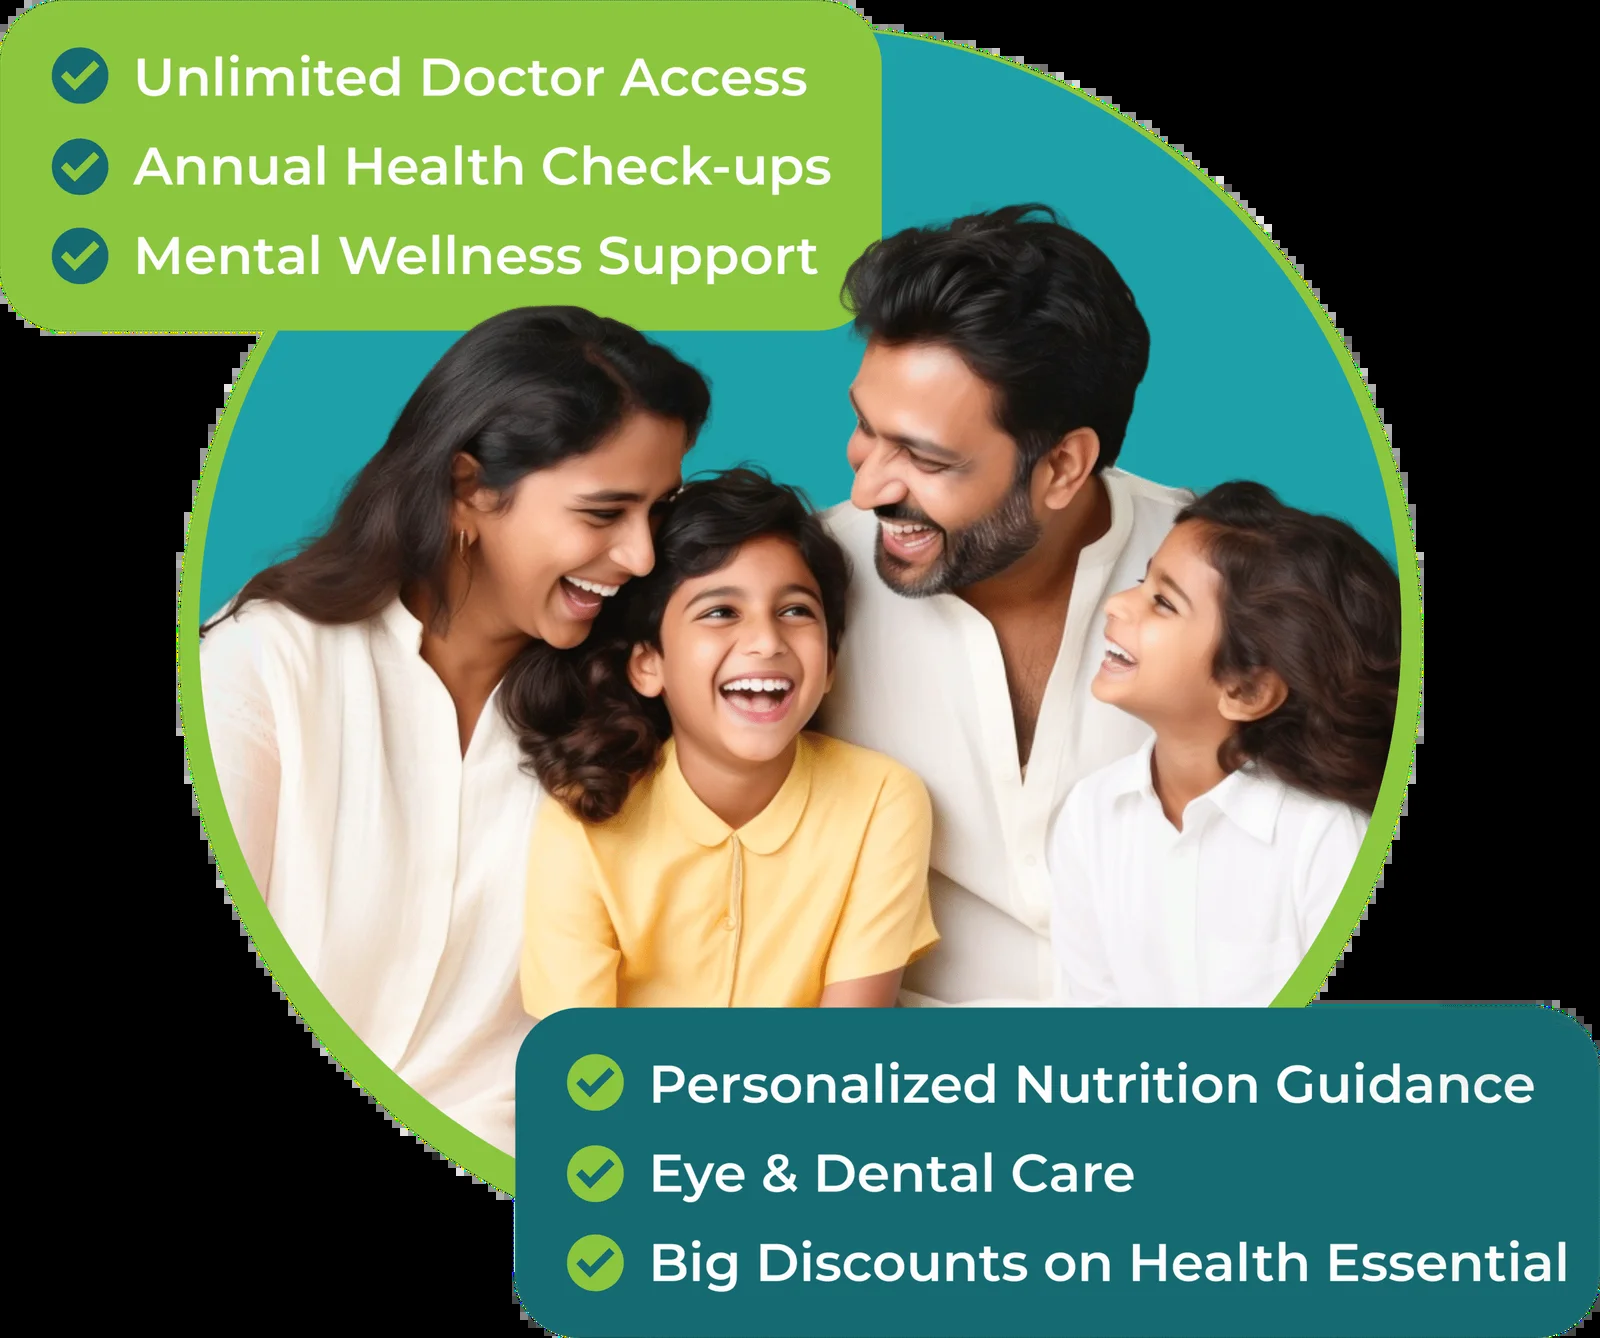 Unlimited Doctor Access
Annual Health Check-ups
Mental Wellness Support
Personalized Nutrition Guidance
Eye & Dental Care
Big Discounts on Health Essential